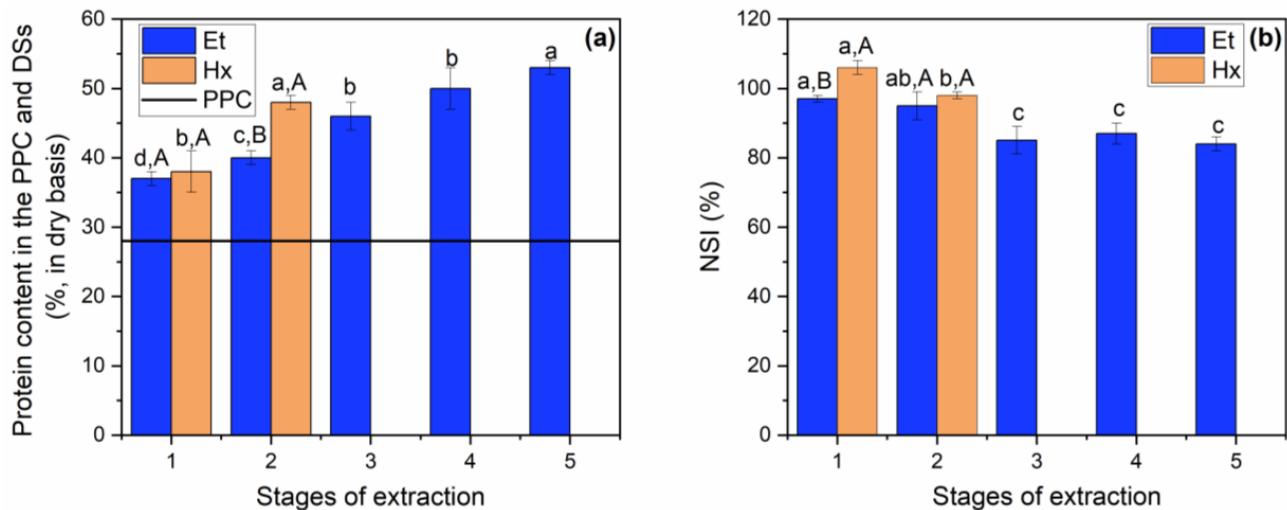 Protein content in the PPC and DSs
(%, in dry basis)
60
50
40
30
20
10
0
Et
Hx
PPC
(a)
d,A
b,A
c,B
a,A
b
b
a
1
2
3
4
5
Stages of extraction
NSI (%)
120
100
80
60
40
20
0
Et
Hx
(b)
a,B
a,A
ab,A
b,A
c
c
c
1
2
3
4
5
Stages of extraction